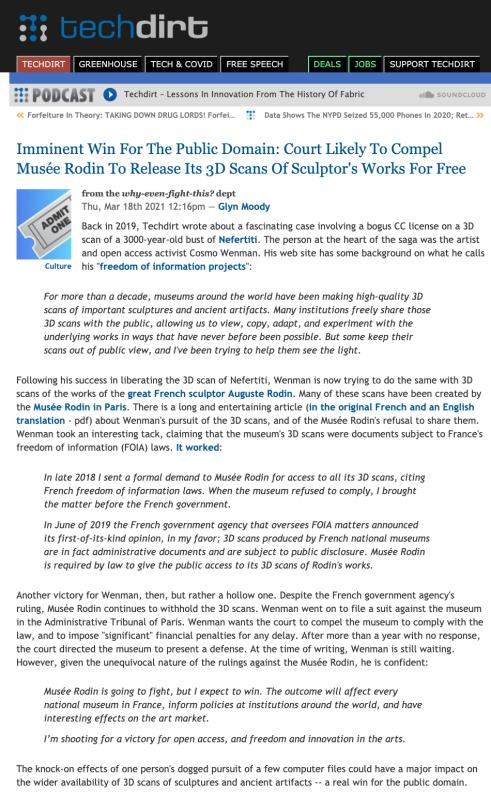 techdirt
TECHDIRT GREENHOUSE TECH & COVID FREE SPEECH DEALS JOBS SUPPORT TECHDIRT
PODCAST Techdirt - Lessons In Innovation From The History Of Fabric SOUNDCLOUD
« Forfeiture In Theory: TAKING DOWN DRUG LORDS! Forfei... Data Shows The NYPD Seized 55,000 Phones In 2020; Ret... »
Imminent Win For The Public Domain: Court Likely To Compel
Musée Rodin To Release Its 3D Scans Of Sculptor's Works For Free
ADMIT
ONE
Culture
from the why-even-fight-this? dept
Thu, Mar 18th 2021 12:16pm — Glyn Moody
Back in 2019, Techdirt wrote about a fascinating case involving a bogus CC license on a 3D
scan of a 3000-year-old bust of Nefertiti. The person at the heart of the saga was the artist
and open access activist Cosmo Wenman. His web site has some background on what he calls
his "freedom of information projects":
For more than a decade, museums around the world have been making high-quality 3D
scans of important sculptures and ancient artifacts. Many institutions freely share those
3D scans with the public, allowing us to view, copy, adapt, and experiment with the
underlying works in ways that have never before been possible. But some keep their
scans out of public view, and I've been trying to help them see the light.
Following his success in liberating the 3D scan of Nefertiti, Wenman is now trying to do the same with 3D
scans of the works of the great French sculptor Auguste Rodin. Many of these scans have been created by
the Musée Rodin in Paris. There is a long and entertaining article (in the original French and an English
translation - pdf) about Wenman's pursuit of the 3D scans, and of the Musée Rodin's refusal to share them.
Wenman took an interesting tack, claiming that the museum's 3D scans were documents subject to France's
freedom of information (FOIA) laws. It worked:
In late 2018 I sent a formal demand to Musée Rodin for access to all its 3D scans, citing
French freedom of information laws. When the museum refused to comply, I brought
the matter before the French government.
In June of 2019 the French government agency that oversees FOIA matters announced
its first-of-its-kind opinion, in my favor; 3D scans produced by French national museums
are in fact administrative documents and are subject to public disclosure. Musée Rodin
is required by law to give the public access to its 3D scans of Rodin's works.
Another victory for Wenman, then, but rather a hollow one. Despite the French government agency's
ruling, Musée Rodin continues to withhold the 3D scans. Wenman went on to file a suit against the museum
in the Administrative Tribunal of Paris. Wenman wants the court to compel the museum to comply with the
law, and to impose "significant" financial penalties for any delay. After more than a year with no response,
the court directed the museum to present a defense. At the time of writing, Wenman is still waiting.
However, given the unequivocal nature of the rulings against the Musée Rodin, he is confident:
Musée Rodin is going to fight, but I expect to win. The outcome will affect every
national museum in France, inform policies at institutions around the world, and have
interesting effects on the art market.
I'm shooting for a victory for open access, and freedom and innovation in the arts.
The knock-on effects of one person's dogged pursuit of a few computer files could have a major impact on
the wider availability of 3D scans of sculptures and ancient artifacts -- a real win for the public domain.